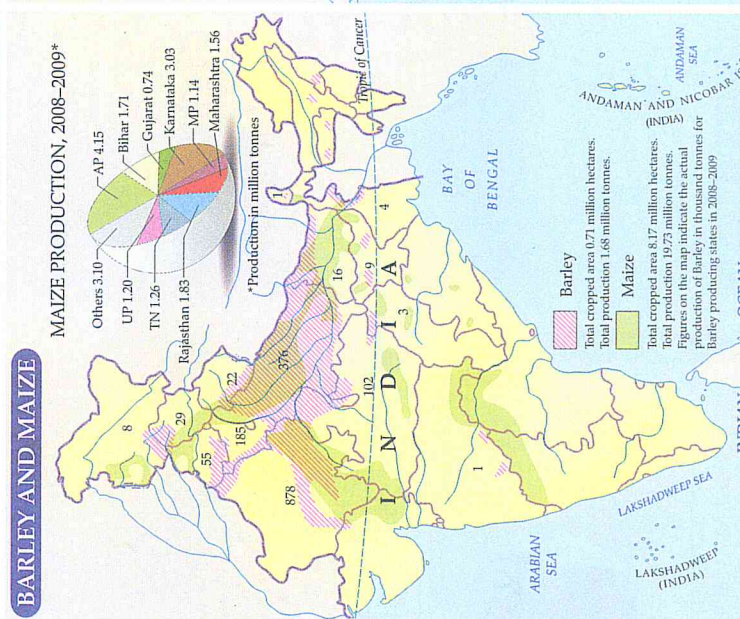 BARLEY AND MAIZE
MAIZE PRODUCTION, 2008-2009*
AP 4.15
Bihar 1.71
Gujarat 0.74
Karnataka 3.03
MP 1.14
Maharashtra 1.56
Others 3.10
UP 1.20
TN 1.26
Rajasthan 1.83
*Production in million tonnes
8
29
22
55
185
376
878
102
16
1
9
3
4
1
Tropic of Cancer
I N D I A
ARABIAN
SEA
BAY
OF
BENGAL
ANDAMAN
SEA
ANDAMAN AND NICOBAR
(INDIA)
LAKSHADWEEP SEA
LAKSHADWEEP
(INDIA)
Barley
Total cropped area 0.71 million hectares.
Total production 1.68 million tonnes.
Maize
Total cropped area 8.17 million hectares.
Total production 19.73 million tonnes.
Figures on the map indicate the actual
production of Barley in thousand tonnes for
Barley producing states in 2008-2009